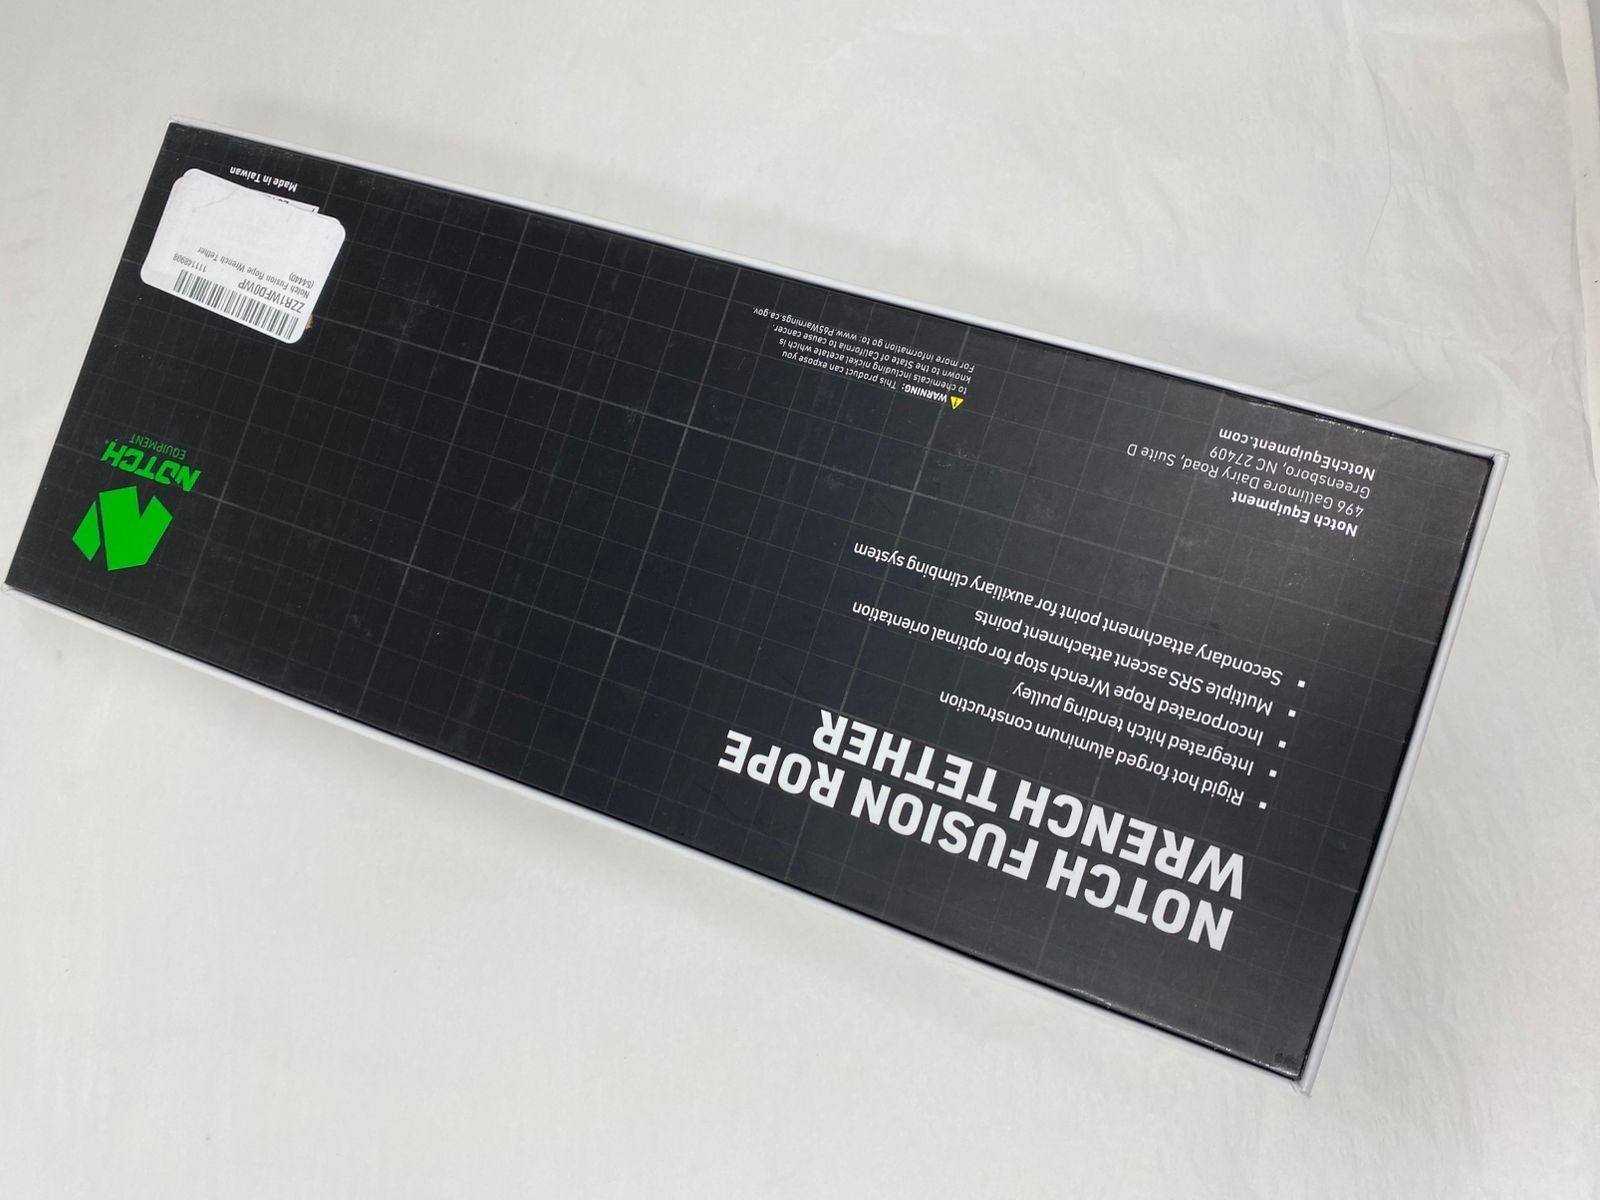 NOTCH FUSION ROPE
WRENCH TETHER
▪ Rigid hot forged aluminum construction
▪ Integrated hitch tending pulley
▪ Incorporated Rope Wrench stop for optimal orientation
▪ Multiple SRS ascent attachment points
▪ Secondary attachment point for auxiliary climbing system
Notch Equipment
496 Gallimore Dairy Road, Suite D
Greensboro, NC 27409
NotchEquipment.com
WARNING: This product can expose you
to chemicals including nickel acetate which is
known to the State of California to cause cancer.
For more information go to: www.P65Warnings.ca.gov.
NOTCH
EQUIPMENT
ZZR1WFD0WP
Notch Fusion Rope Wrench Tether
(54440)
111148906
Made in Taiwan